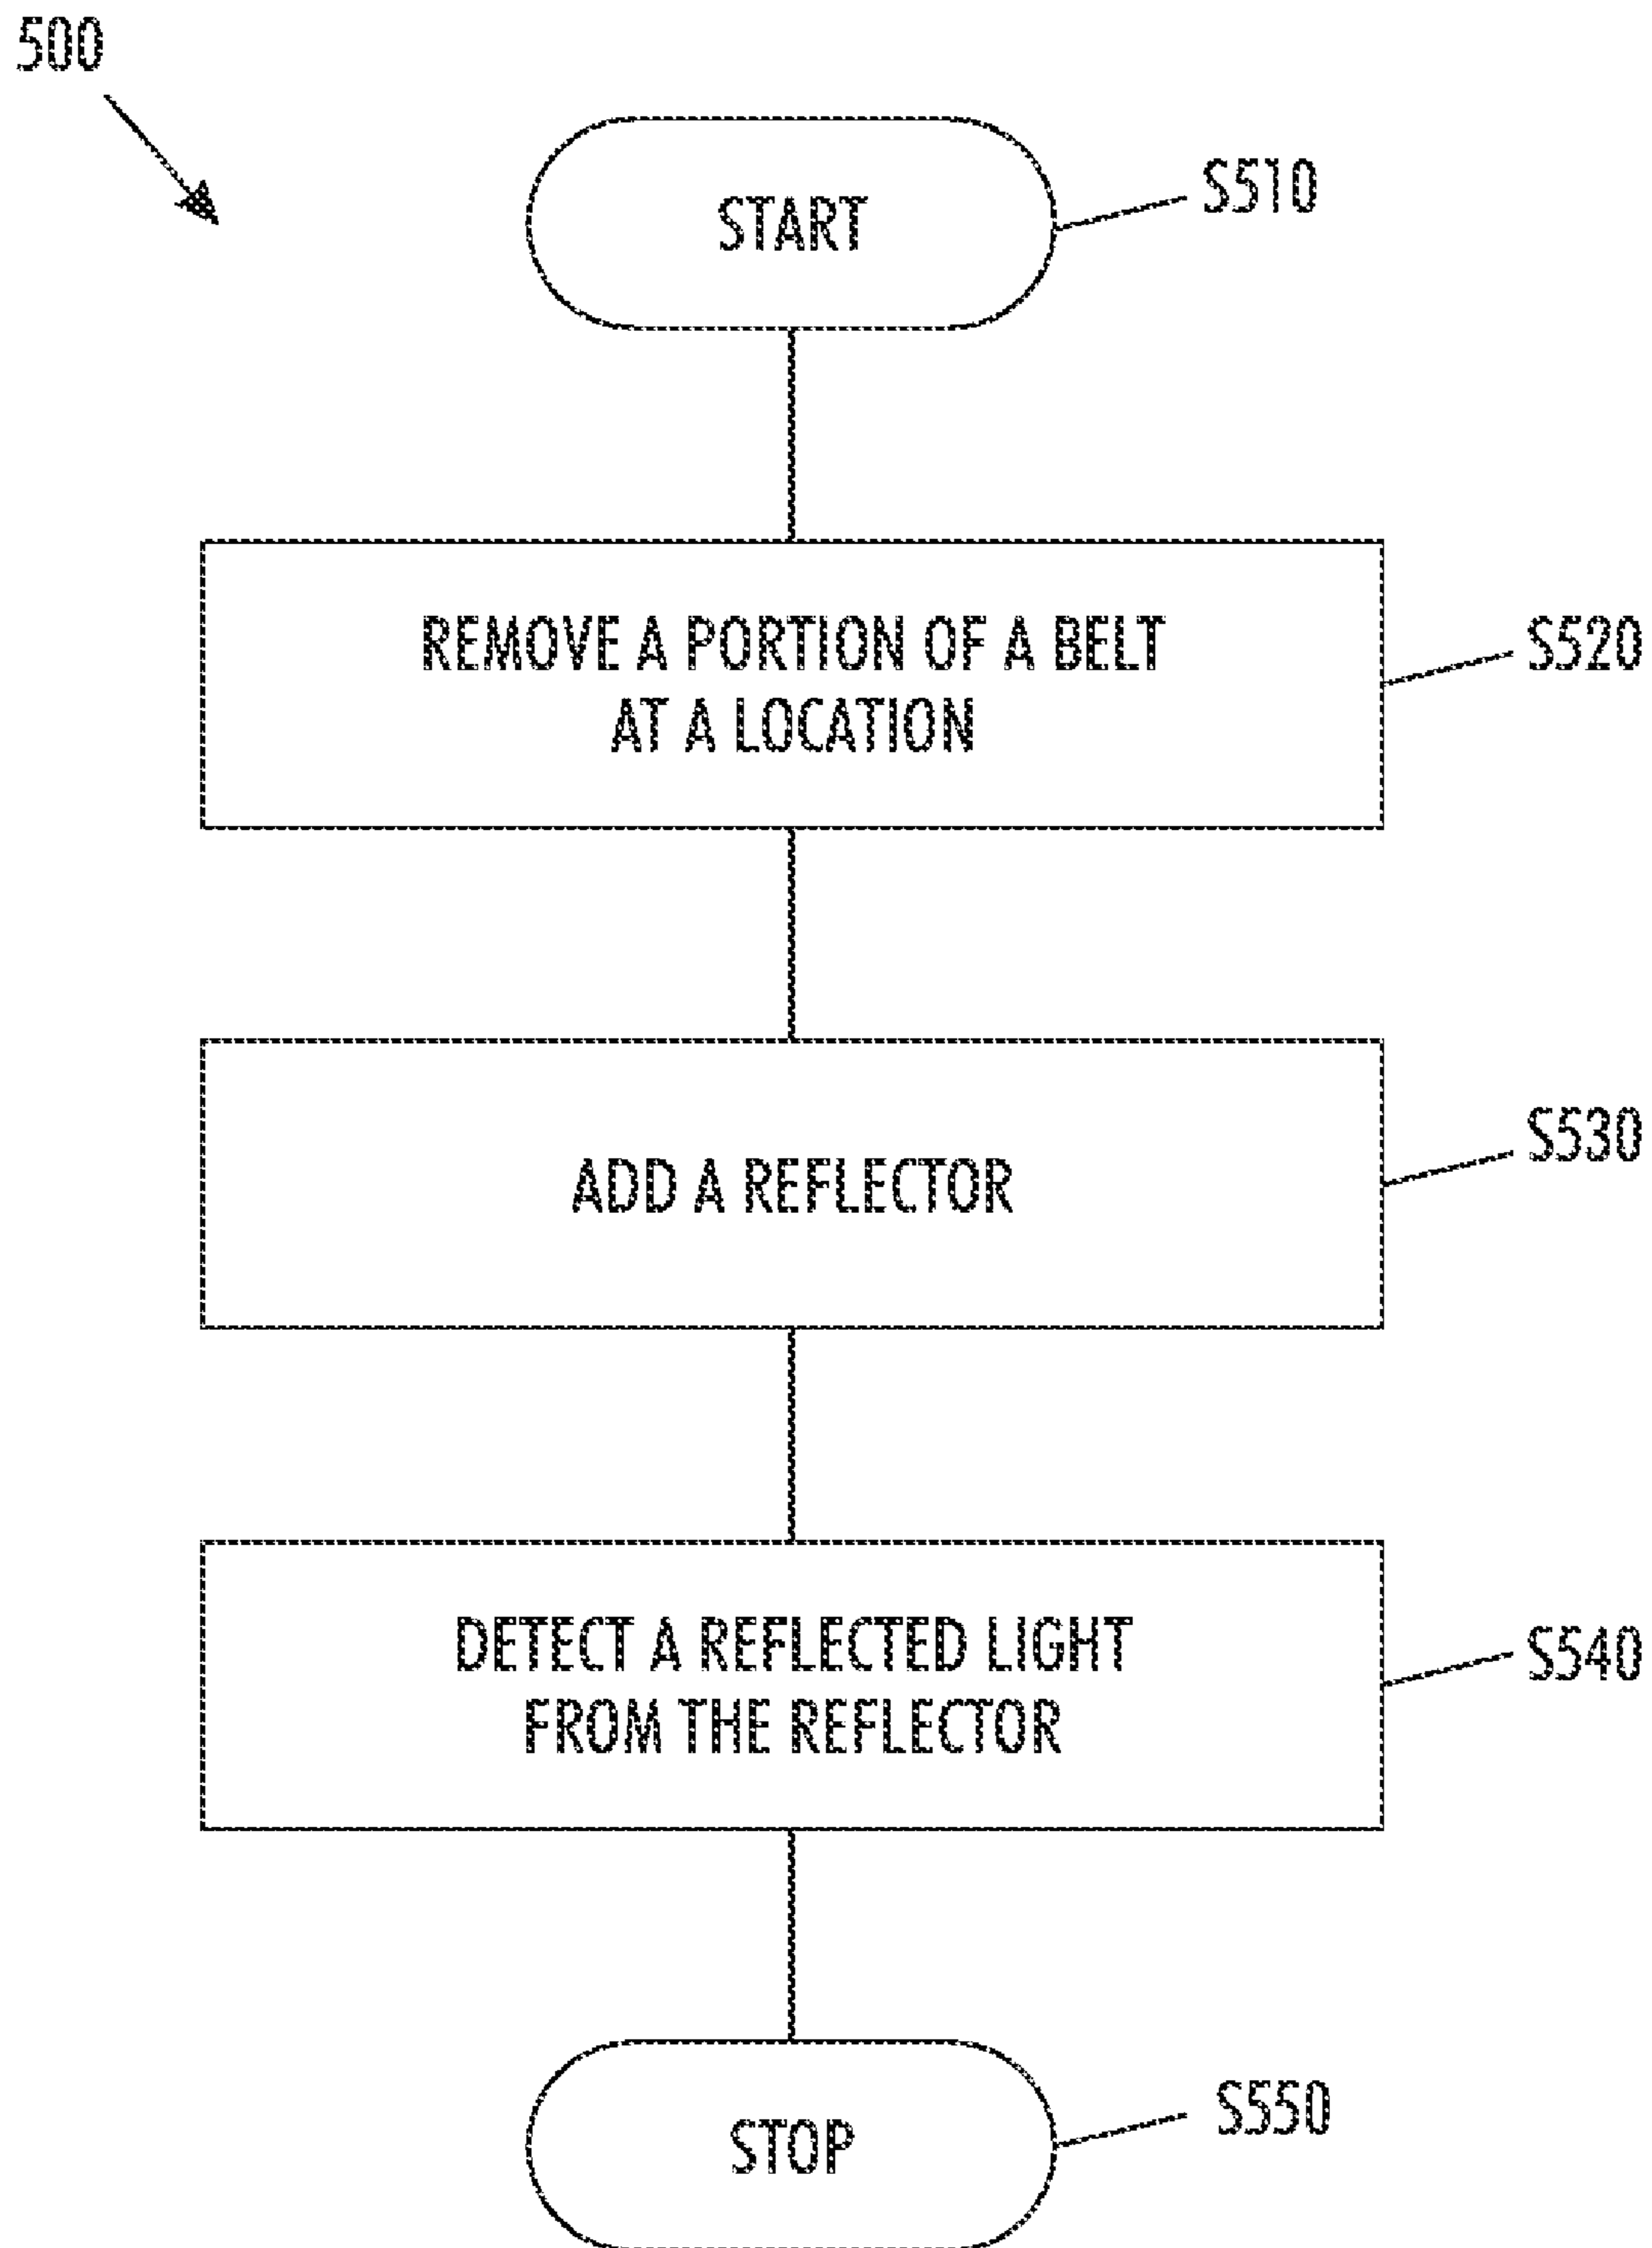 500
START
S510
REMOVE A PORTION OF A BELT
AT A LOCATION
S520
ADD A REFLECTOR
S530
DETECT A REFLECTED LIGHT
FROM THE REFLECTOR
S540
STOP
S550